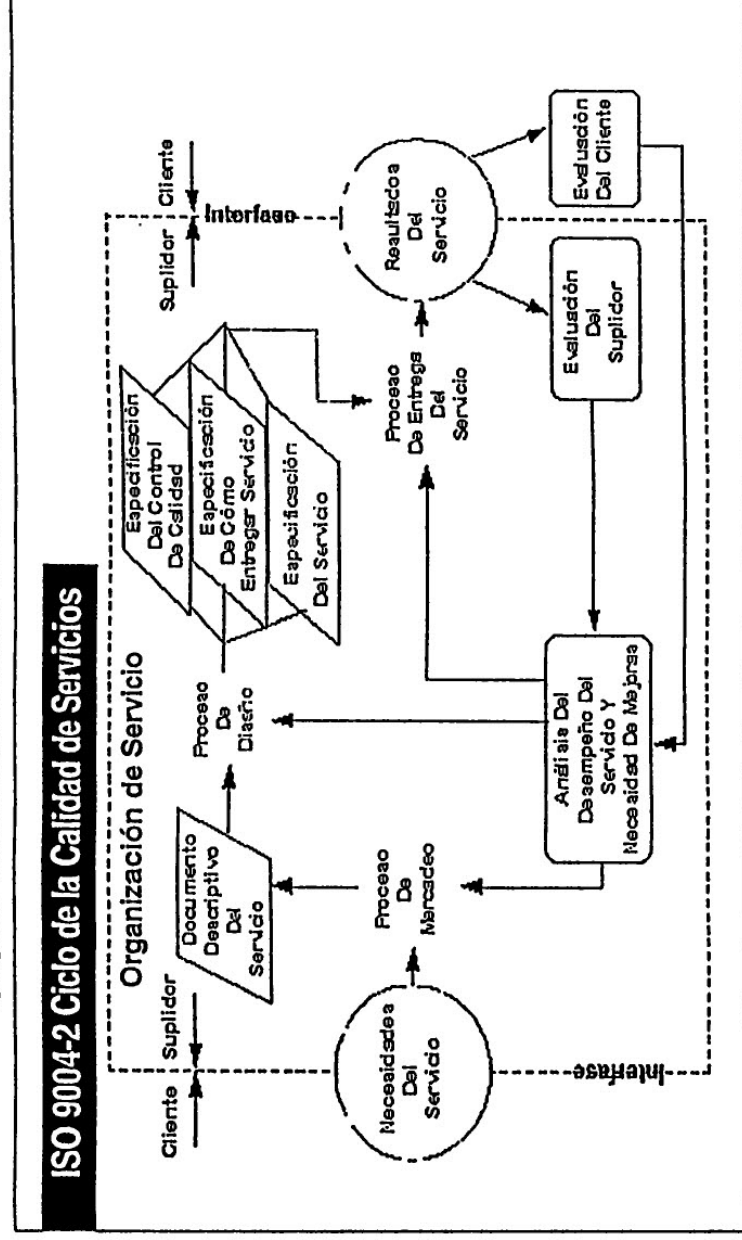 ISO 9004-2 Ciclo de la Calidad de Servicios
Organización de Servicio
Cliente
Suplidor
Documento
Descriptivo
Del
Servicio
Proceso
De
Diseño
Especificación
Del Control
De Calidad
Especificación
De Cómo
Entregar Servicio
Especificación
Del Servicio
Suplidor
Cliente
Interfase
Necesidades
Del
Servicio
Proceso
De
Mercadeo
Proceso
De Entrega
Del
Servicio
Resultados
Del
Servicio
Interfase
Análisis Del
Desempeño Del
Servicio Y
Necesidad De Mejoras
Evaluación
Del
Suplidor
Evaluación
Del Cliente